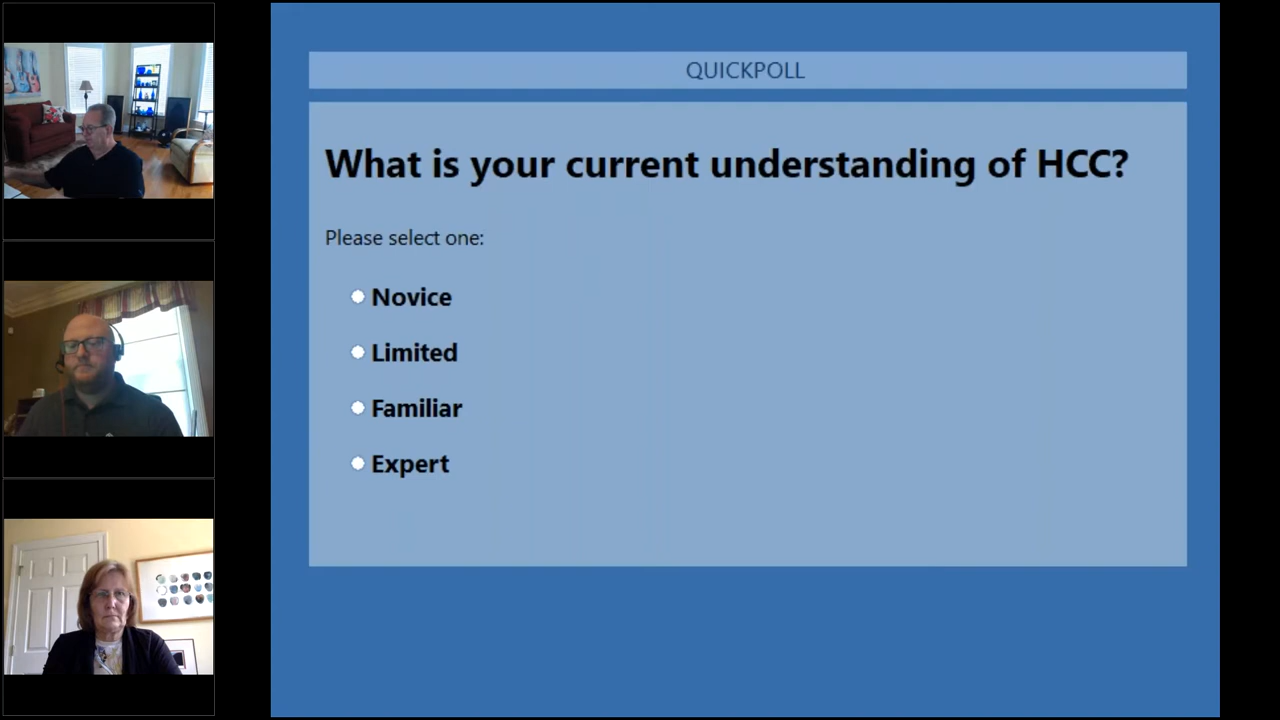 QUICKPOLL
What is your current understanding of HCC?
Please select one:
Novice
Limited
Familiar
Expert